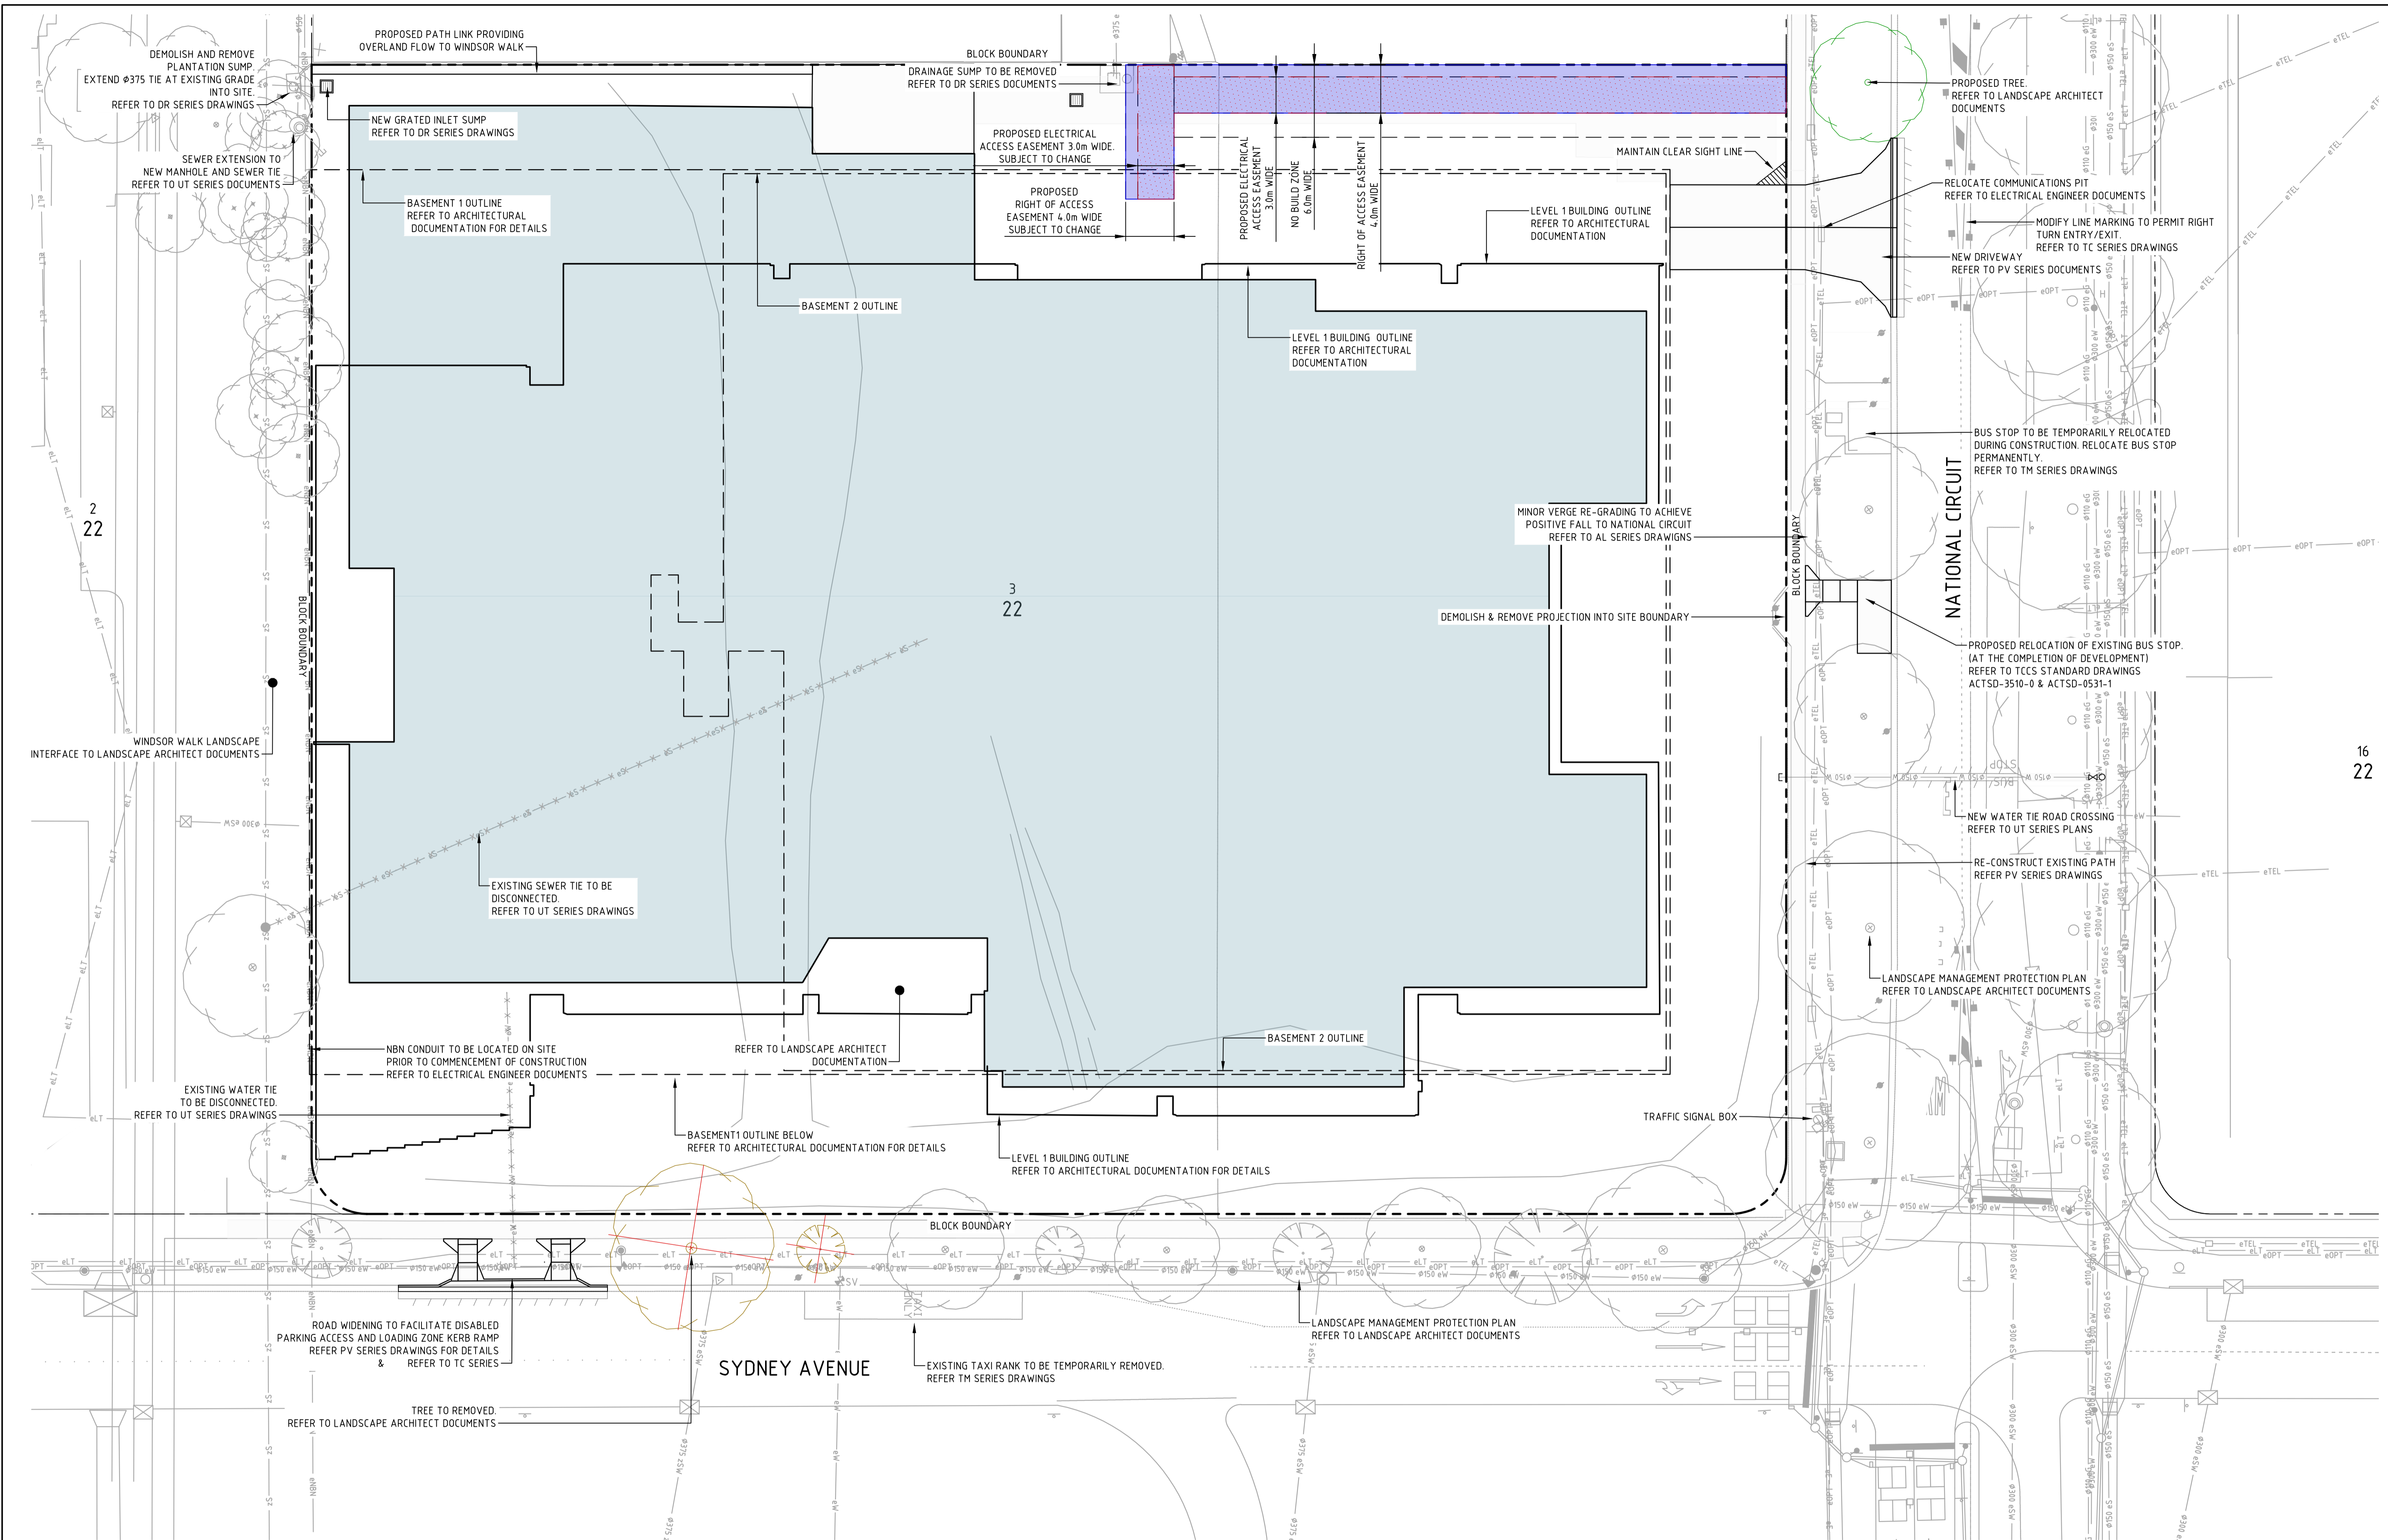 PROPOSED PATH LINK PROVIDING
OVERLAND FLOW TO WINDSOR WALK
DEMOLISH AND REMOVE
PLANTATION SUMP.
EXTEND Ø375 TIE AT EXISTING GRADE
INTO SITE.
REFER TO DR SERIES DRAWINGS
NEW GRATED INLET SUMP
REFER TO DR SERIES DRAWINGS
SEWER EXTENSION TO
NEW MANHOLE AND SEWER TIE
REFER TO UT SERIES DOCUMENTS
BASEMENT 1 OUTLINE
REFER TO ARCHITECTURAL
DOCUMENTATION FOR DETAILS
BLOCK BOUNDARY
DRAINAGE SUMP TO BE REMOVED
REFER TO DR SERIES DOCUMENTS
PROPOSED ELECTRICAL
ACCESS EASEMENT 3.0m WIDE.
SUBJECT TO CHANGE
PROPOSED
RIGHT OF ACCESS
EASEMENT 4.0m WIDE
SUBJECT TO CHANGE
PROPOSED ELECTRICAL
ACCESS EASEMENT
3.0m WIDE
NO BUILD ZONE
6.0m WIDE
RIGHT OF ACCESS EASEMENT
4.0m WIDE
BASEMENT 2 OUTLINE
LEVEL 1 BUILDING OUTLINE
REFER TO ARCHITECTURAL
DOCUMENTATION
LEVEL 1 BUILDING OUTLINE
REFER TO ARCHITECTURAL
DOCUMENTATION
MAINTAIN CLEAR SIGHT LINE
PROPOSED TREE.
REFER TO LANDSCAPE ARCHITECT
DOCUMENTS
RELOCATE COMMUNICATIONS PIT
REFER TO ELECTRICAL ENGINEER DOCUMENTS
MODIFY LINE MARKING TO PERMIT RIGHT
TURN ENTRY/EXIT.
REFER TO TC SERIES DRAWINGS
NEW DRIVEWAY
REFER TO PV SERIES DOCUMENTS
BUS STOP TO BE TEMPORARILY RELOCATED
DURING CONSTRUCTION. RELOCATE BUS STOP
PERMANENTLY.
REFER TO TM SERIES DRAWINGS
NATIONAL CIRCUIT
MINOR VERGE RE-GRADING TO ACHIEVE
POSITIVE FALL TO NATIONAL CIRCUIT
REFER TO AL SERIES DRAWIGNS
BLOCK BOUNDARY
2
22
3
22
16
22
BLOCK BOUNDARY
DEMOLISH & REMOVE PROJECTION INTO SITE BOUNDARY
PROPOSED RELOCATION OF EXISTING BUS STOP.
(AT THE COMPLETION OF DEVELOPMENT)
REFER TO TCCS STANDARD DRAWINGS
ACTSD-3510-0 & ACTSD-0531-1
WINDSOR WALK LANDSCAPE
INTERFACE TO LANDSCAPE ARCHITECT DOCUMENTS
BUS
STOP
NEW WATER TIE ROAD CROSSING
REFER TO UT SERIES PLANS
RE-CONSTRUCT EXISTING PATH
REFER PV SERIES DRAWINGS
Ø300 eSW
EXISTING SEWER TIE TO BE
DISCONNECTED.
REFER TO UT SERIES DRAWINGS
LANDSCAPE MANAGEMENT PROTECTION PLAN
REFER TO LANDSCAPE ARCHITECT DOCUMENTS
NBN CONDUIT TO BE LOCATED ON SITE
PRIOR TO COMMENCEMENT OF CONSTRUCTION
REFER TO ELECTRICAL ENGINEER DOCUMENTS
REFER TO LANDSCAPE ARCHITECT
DOCUMENTATION
BASEMENT 2 OUTLINE
EXISTING WATER TIE
TO BE DISCONNECTED.
REFER TO UT SERIES DRAWINGS
BASEMENT1 OUTLINE BELOW
REFER TO ARCHITECTURAL DOCUMENTATION FOR DETAILS
LEVEL 1 BUILDING OUTLINE
REFER TO ARCHITECTURAL DOCUMENTATION FOR DETAILS
TRAFFIC SIGNAL BOX
BLOCK BOUNDARY
ROAD WIDENING TO FACILITATE DISABLED
PARKING ACCESS AND LOADING ZONE KERB RAMP
REFER PV SERIES DRAWINGS FOR DETAILS
& REFER TO TC SERIES
SYDNEY AVENUE
TAXI
ONLY
EXISTING TAXI RANK TO BE TEMPORARILY REMOVED.
REFER TM SERIES DRAWINGS
LANDSCAPE MANAGEMENT PROTECTION PLAN
REFER TO LANDSCAPE ARCHITECT DOCUMENTS
TREE TO REMOVED.
REFER TO LANDSCAPE ARCHITECT DOCUMENTS